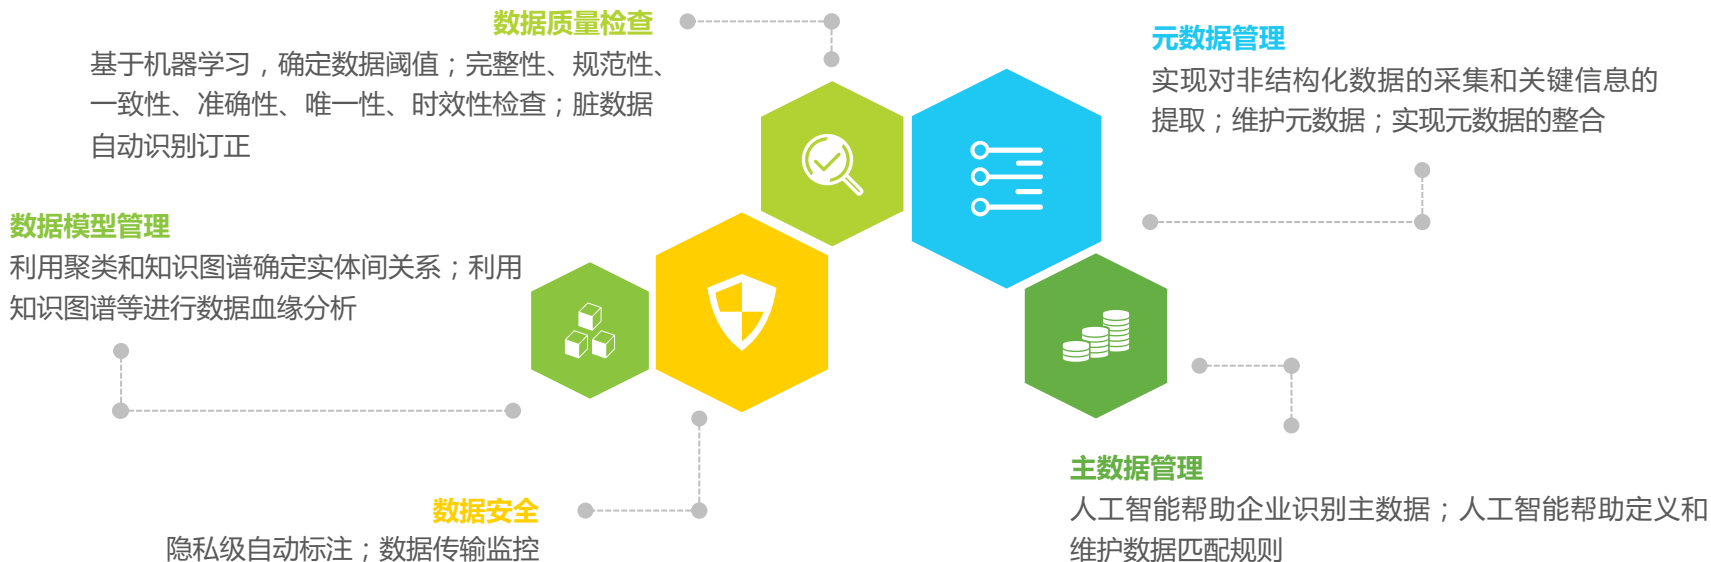 数据质量检查
基于机器学习，确定数据阈值；完整性、规范性、
一致性、准确性、唯一性、时效性检查；脏数据
自动识别订正
元数据管理
实现对非结构化数据的采集和关键信息的
提取；维护元数据；实现元数据的整合
数据模型管理
利用聚类和知识图谱确定实体间关系；利用
知识图谱等进行数据血缘分析
数据安全
隐私级自动标注；数据传输监控
主数据管理
人工智能帮助企业识别主数据；人工智能帮助定义和
维护数据匹配规则